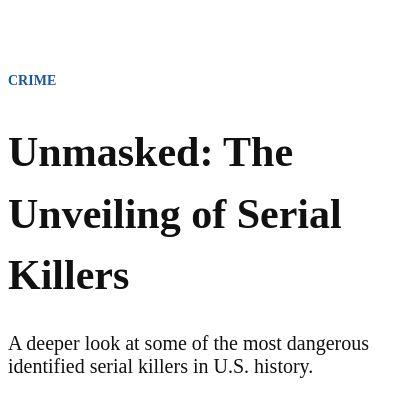 CRIME
Unmasked: The
Unveiling of Serial
Killers
A deeper look at some of the most dangerous
identified serial killers in U.S. history.